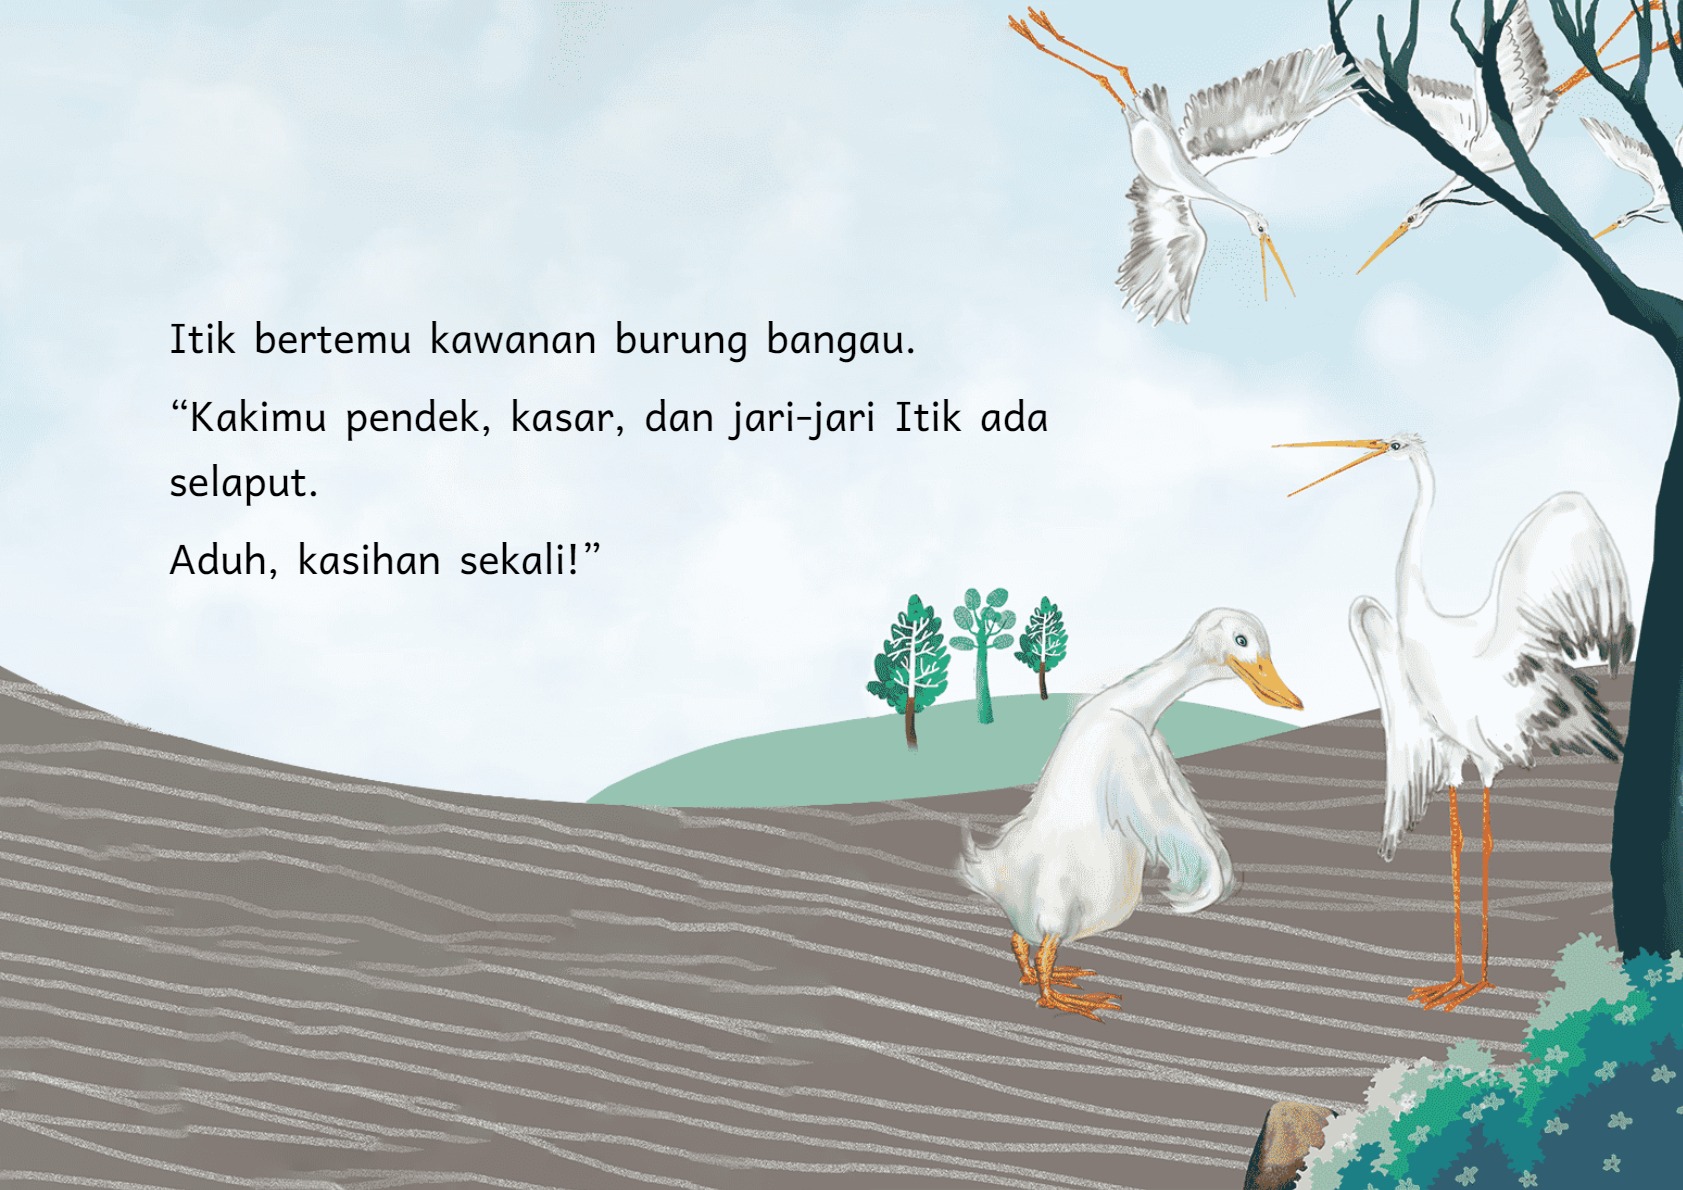 Itik bertemu kawanan burung bangau.
“Kakimu pendek, kasar, dan jari-jari Itik ada
selaput.
Aduh, kasihan sekali!”